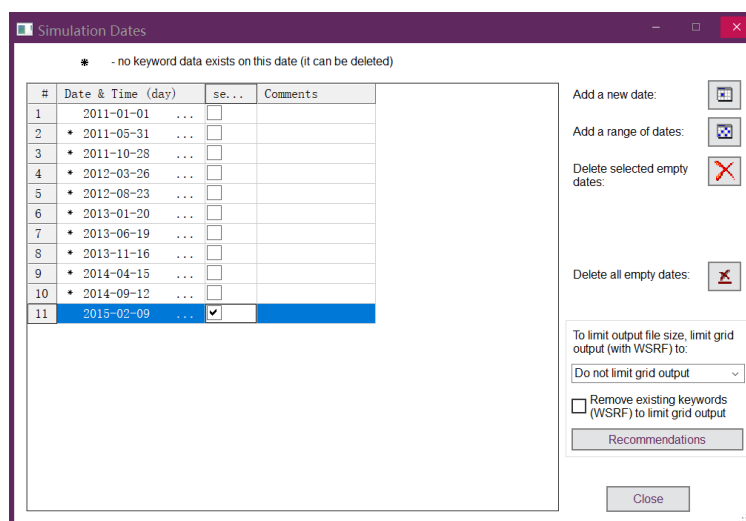 Simulation Dates
* - no keyword data exists on this date (it can be deleted)
# Date & Time (day) se... Comments
1 2011-01-01 ...
2 * 2011-05-31 ...
3 * 2011-10-28 ...
4 * 2012-03-26 ...
5 * 2012-08-23 ...
6 * 2013-01-20 ...
7 * 2013-06-19 ...
8 * 2013-11-16 ...
9 * 2014-04-15 ...
10 * 2014-09-12 ...
11 2015-02-09 ...
Add a new date:
Add a range of dates:
Delete selected empty
dates:
Delete all empty dates:
To limit output file size, limit grid
output (with WSRF) to:
Do not limit grid output
Remove existing keywords
(WSRF) to limit grid output
Recommendations
Close